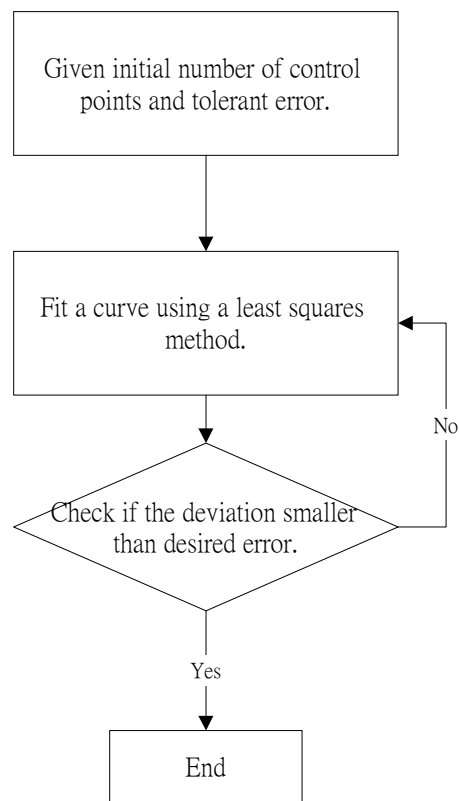 Given initial number of control
points and tolerant error.
Fit a curve using a least squares
method.
No
Check if the deviation smaller
than desired error.
Yes
End